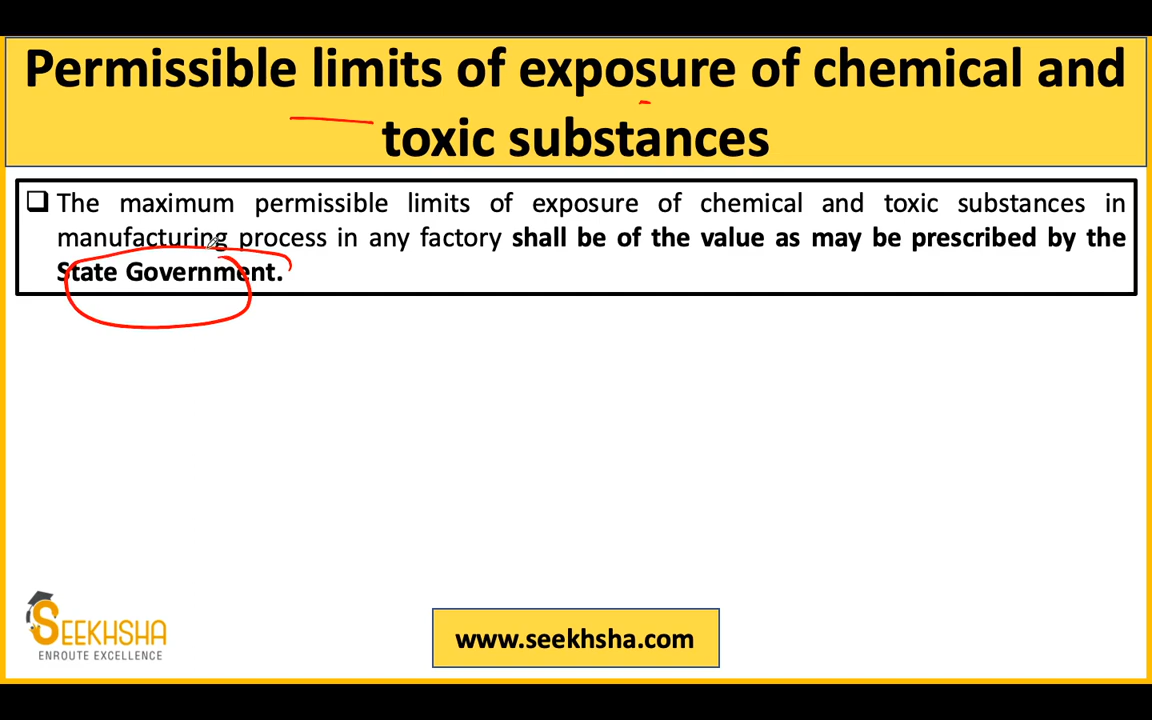 Permissible limits of exposure of chemical and
toxic substances
The maximum permissible limits of exposure of chemical and toxic substances in
manufacturing process in any factory shall be of the value as may be prescribed by the
State Government.
SEEKHSHA
ENROUTE EXCELLENCE
www.seekhsha.com